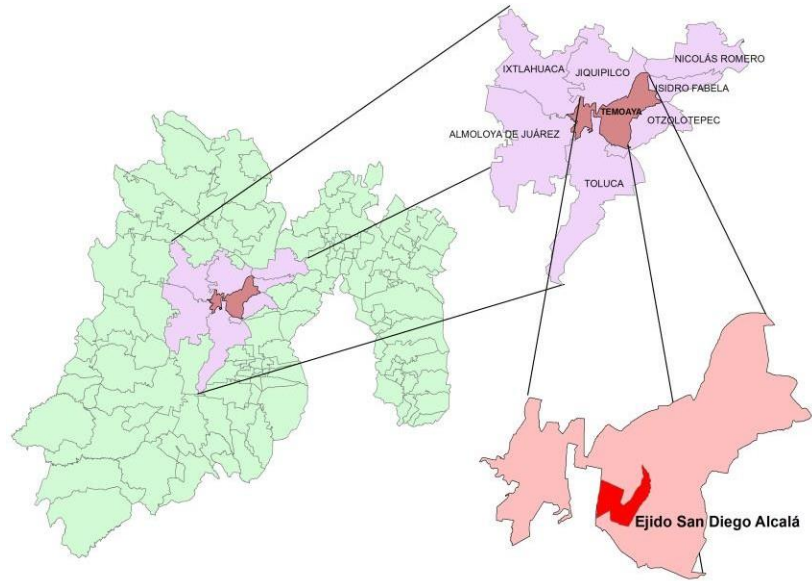 NICOLÁS ROMERO
IXTLAHUACA
JIQUIPILCO
ISIDRO FABELA
TEMOAYA
OTZOLOTEPEC
ALMOLOYA DE JUÁREZ
TOLUCA
Ejido San Diego Alcalá